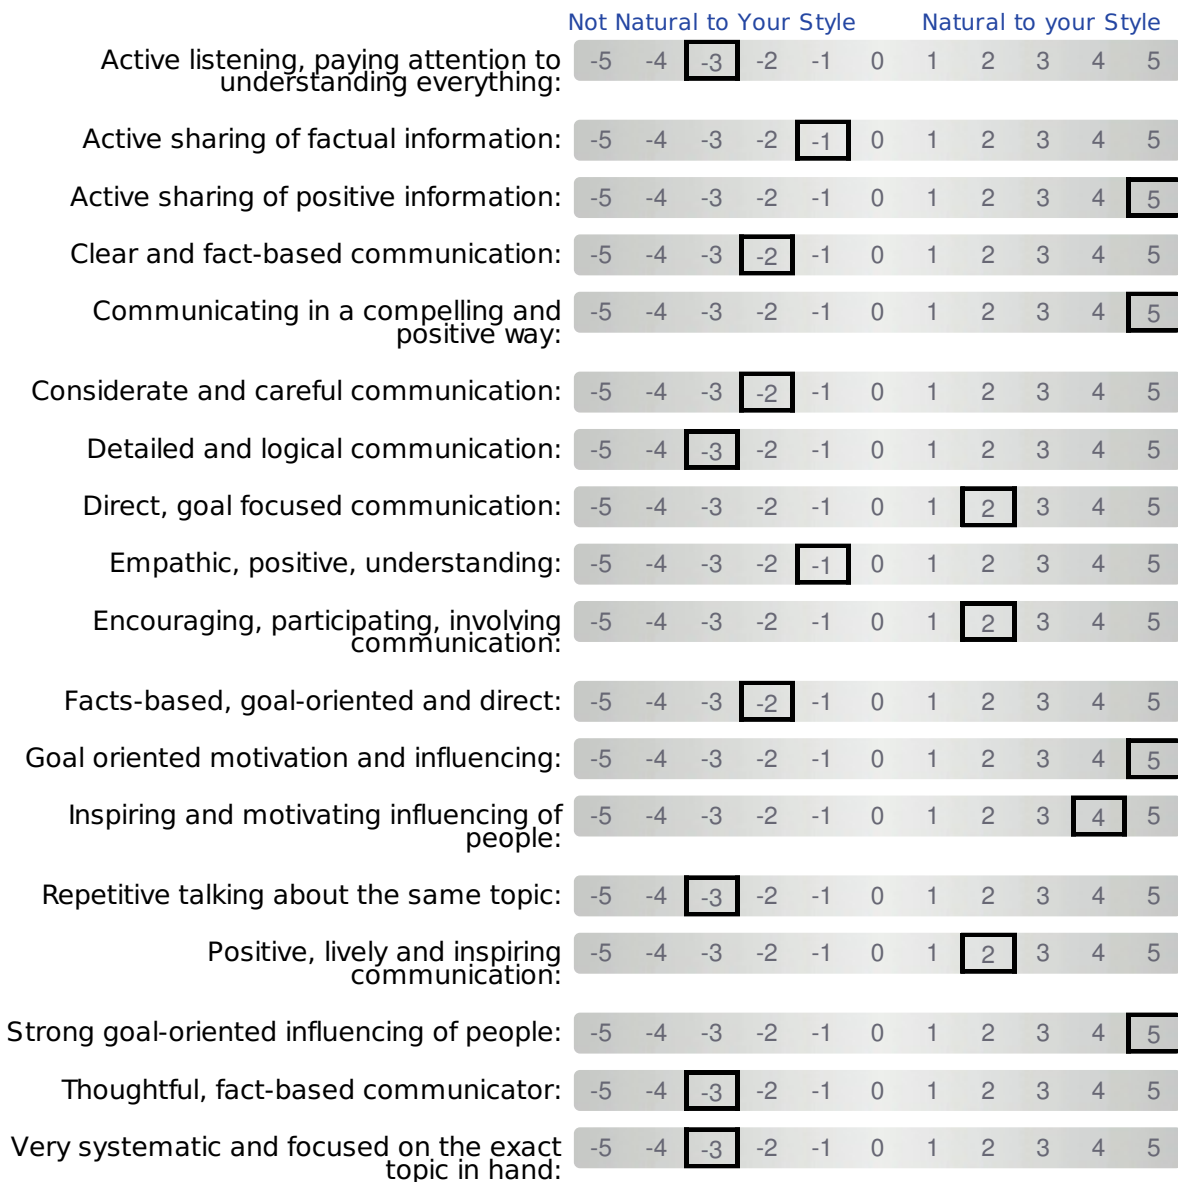 Not Natural to Your Style Natural to your Style
Active listening, paying attention to
understanding everything:
-5 -4 -3 -2 -1 0 1 2 3 4 5
Active sharing of factual information: -5 -4 -3 -2 -1 0 1 2 3 4 5
Active sharing of positive information: -5 -4 -3 -2 -1 0 1 2 3 4 5
Clear and fact-based communication: -5 -4 -3 -2 -1 0 1 2 3 4 5
Communicating in a compelling and
positive way:
-5 -4 -3 -2 -1 0 1 2 3 4 5
Considerate and careful communication: -5 -4 -3 -2 -1 0 1 2 3 4 5
Detailed and logical communication: -5 -4 -3 -2 -1 0 1 2 3 4 5
Direct, goal focused communication: -5 -4 -3 -2 -1 0 1 2 3 4 5
Empathic, positive, understanding: -5 -4 -3 -2 -1 0 1 2 3 4 5
Encouraging, participating, involving
communication:
-5 -4 -3 -2 -1 0 1 2 3 4 5
Facts-based, goal-oriented and direct: -5 -4 -3 -2 -1 0 1 2 3 4 5
Goal oriented motivation and influencing: -5 -4 -3 -2 -1 0 1 2 3 4 5
Inspiring and motivating influencing of
people:
-5 -4 -3 -2 -1 0 1 2 3 4 5
Repetitive talking about the same topic: -5 -4 -3 -2 -1 0 1 2 3 4 5
Positive, lively and inspiring
communication:
-5 -4 -3 -2 -1 0 1 2 3 4 5
Strong goal-oriented influencing of people: -5 -4 -3 -2 -1 0 1 2 3 4 5
Thoughtful, fact-based communicator: -5 -4 -3 -2 -1 0 1 2 3 4 5
Very systematic and focused on the exact
topic in hand:
-5 -4 -3 -2 -1 0 1 2 3 4 5